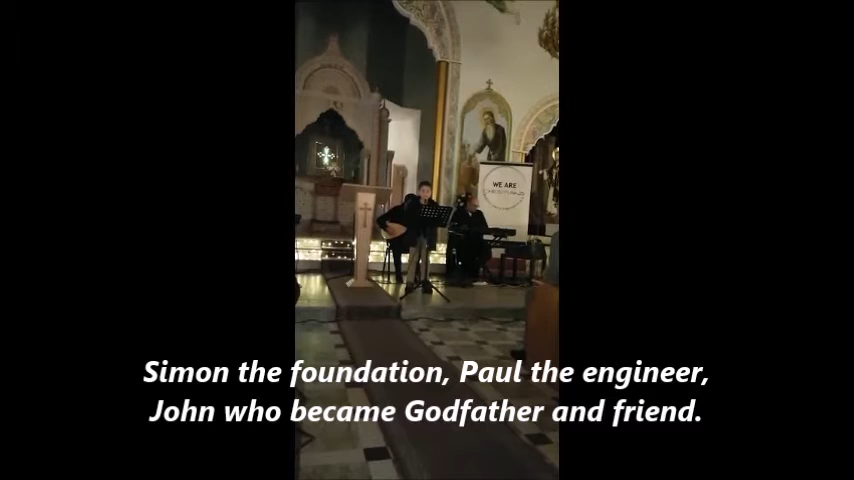 WE ARE
Simon the foundation, Paul the engineer,
John who became Godfather and friend.